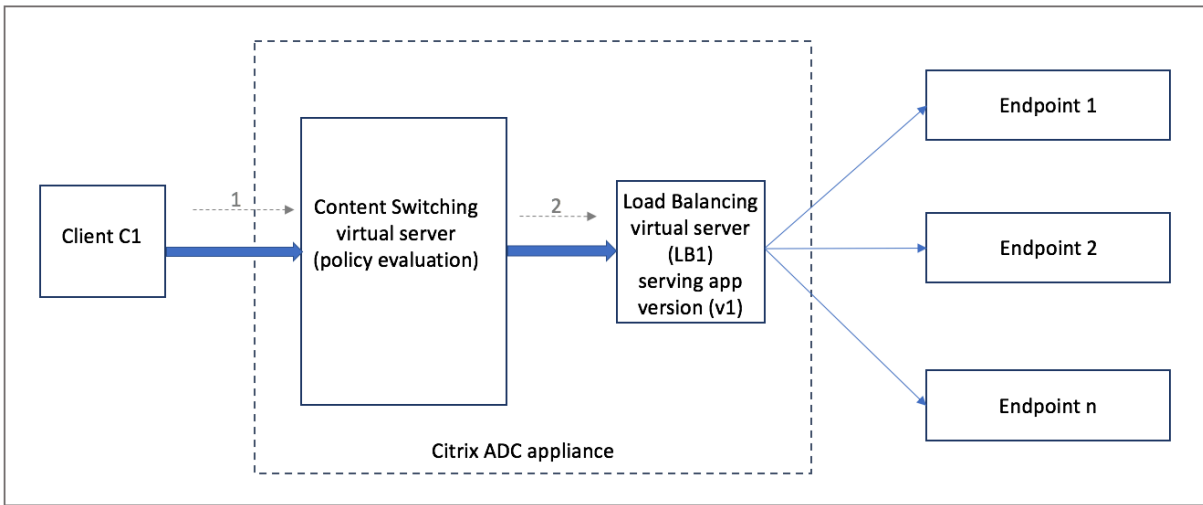 Client C1
1
Content Switching
virtual server
(policy evaluation)
2
Load Balancing
virtual server
(LB1)
serving app
version (v1)
Endpoint 1
Endpoint 2
Endpoint n
Citrix ADC appliance